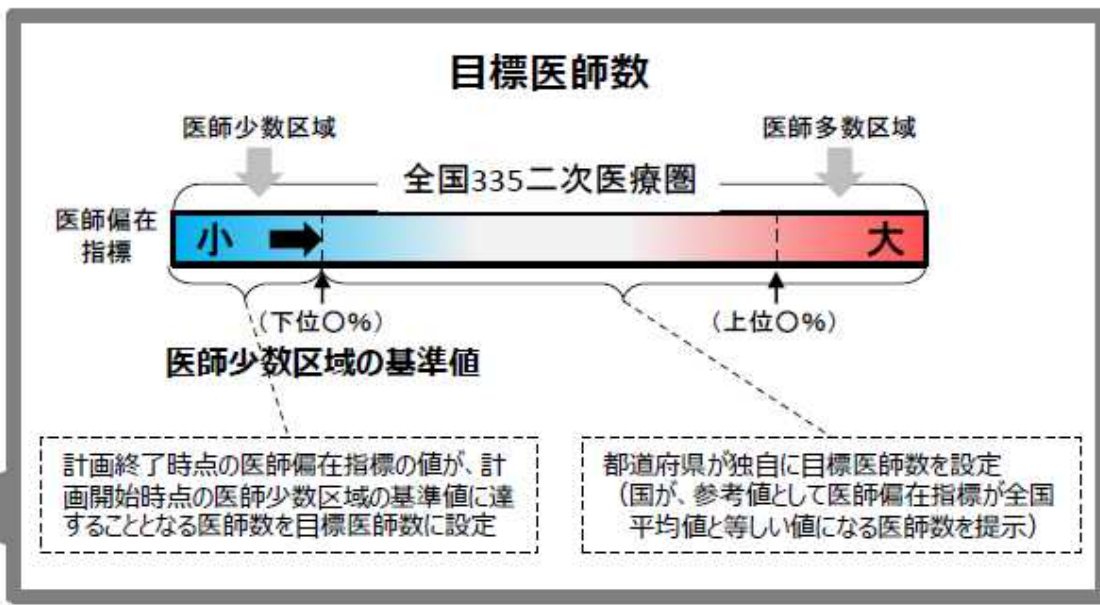 目標医師数
医師少数区域
医師多数区域
全国335二次医療圏
医師偏在
指標
小
大
(下位〇%)
(上位〇%)
医師少数区域の基準値
計画終了時点の医師偏在指標の値が、計
画開始時点の医師少数区域の基準値に達
することとなる医師数を目標医師数に設定
都道府県が独自に目標医師数を設定
(国が、参考値として医師偏在指標が全国
平均値と等しい値になる医師数を提示)